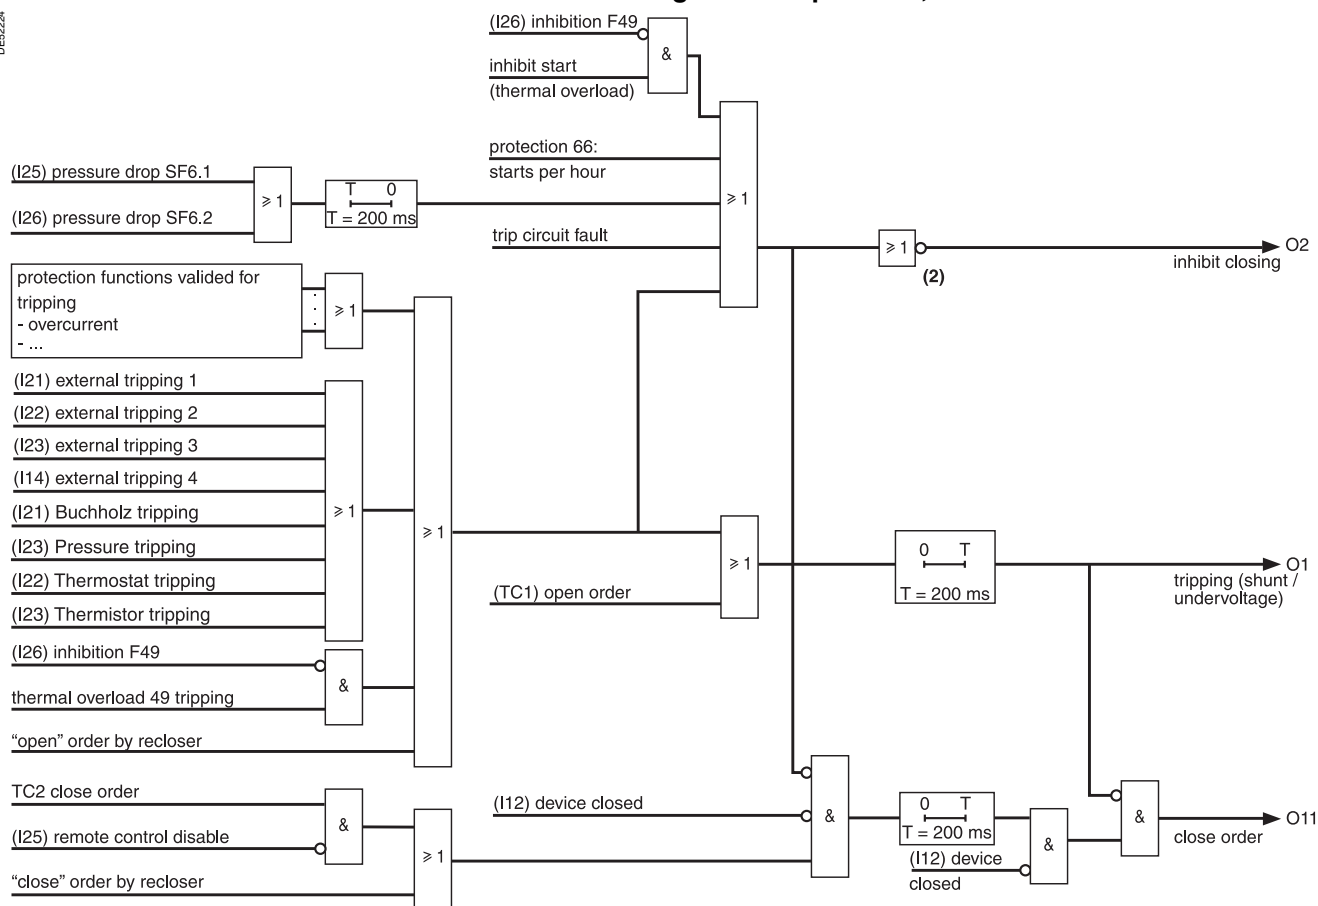 DE52224
(I26) inhibition F49
&
inhibit start
(thermal overload)
protection 66:
starts per hour
⩾ 1
(I25) pressure drop SF6.1
(I26) pressure drop SF6.2
⩾ 1
T 0
T = 200 ms
trip circuit fault
⩾ 1
(2)
O2
inhibit closing
protection functions valided for
tripping
- overcurrent
- ...
⩾ 1
(I21) external tripping 1
(I22) external tripping 2
(I23) external tripping 3
(I14) external tripping 4
(I21) Buchholz tripping
(I23) Pressure tripping
(I22) Thermostat tripping
(I23) Thermistor tripping
⩾ 1
⩾ 1
(I26) inhibition F49
thermal overload 49 tripping
&
"open" order by recloser
(TC1) open order
⩾ 1
0 T
T = 200 ms
O1
tripping (shunt /
undervoltage)
TC2 close order
(I25) remote control disable
&
"close" order by recloser
⩾ 1
(I12) device closed
&
0 T
T = 200 ms
(I12) device
closed
&
&
O11
close order